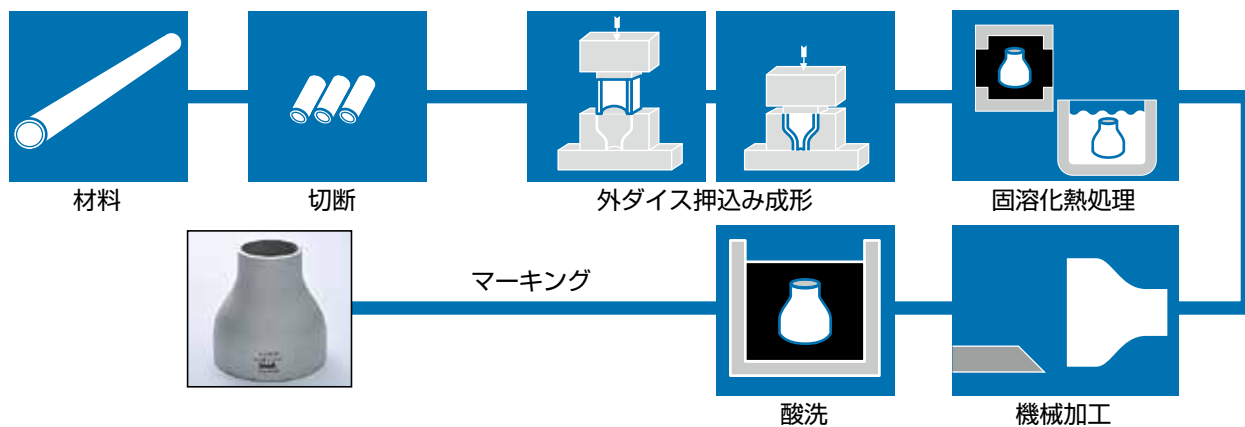 材料
切断
外ダイス押込み成形
固溶化熱処理
機械加工
酸洗
マーキング